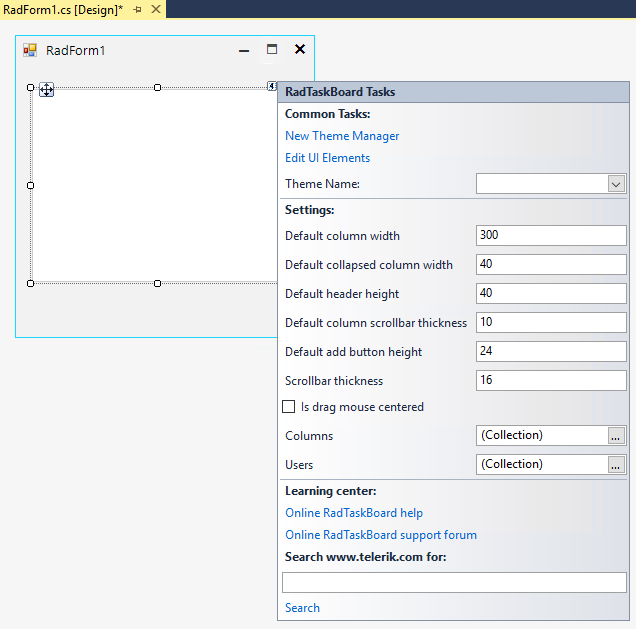 RadForm1.cs [Design]*
RadForm1
RadTaskBoard Tasks
Common Tasks:
New Theme Manager
Edit UI Elements
Theme Name:
Settings:
Default column width 300
Default collapsed column width 40
Default header height 40
Default column scrollbar thickness 10
Default add button height 24
Scrollbar thickness 16
Is drag mouse centered
Columns (Collection) ...
Users (Collection) ...
Learning center:
Online RadTaskBoard help
Online RadTaskBoard support forum
Search www.telerik.com for:
Search